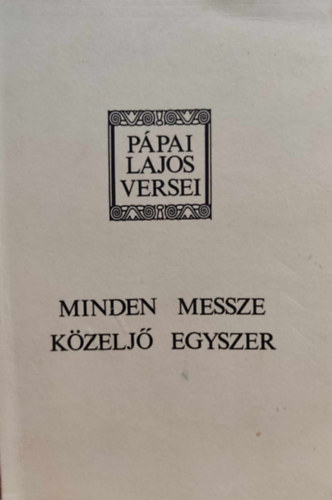 PÁPAI
LAJOS
VERSEI
MINDEN MESSZE
KÖZELJŐ EGYSZER